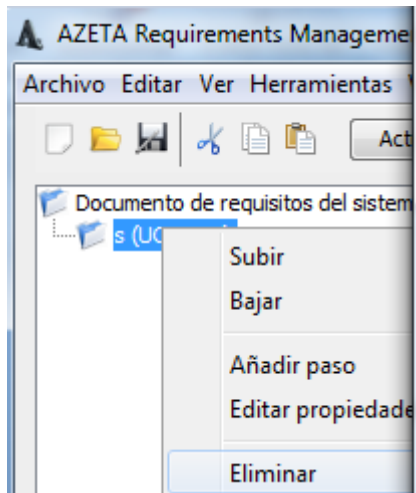 AZETA Requirements Manageme
Archivo Editar Ver Herramientas
Act
Documento de requisitos del sistem
s (UC
Subir
Bajar
Añadir paso
Editar propiedade
Eliminar